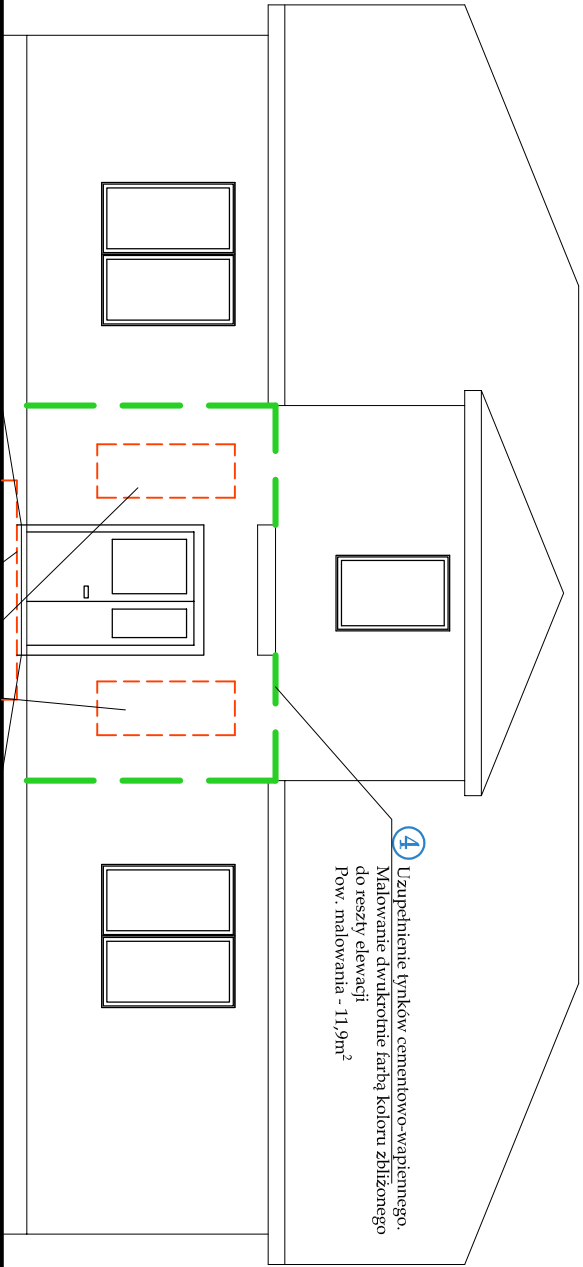 4 Uzupełnienie tynków cementowo-wapiennego.
Malowanie dwukrotnie farbą koloru zbliżonego
do reszty elewacji
Pow. malowania - 11,9m²